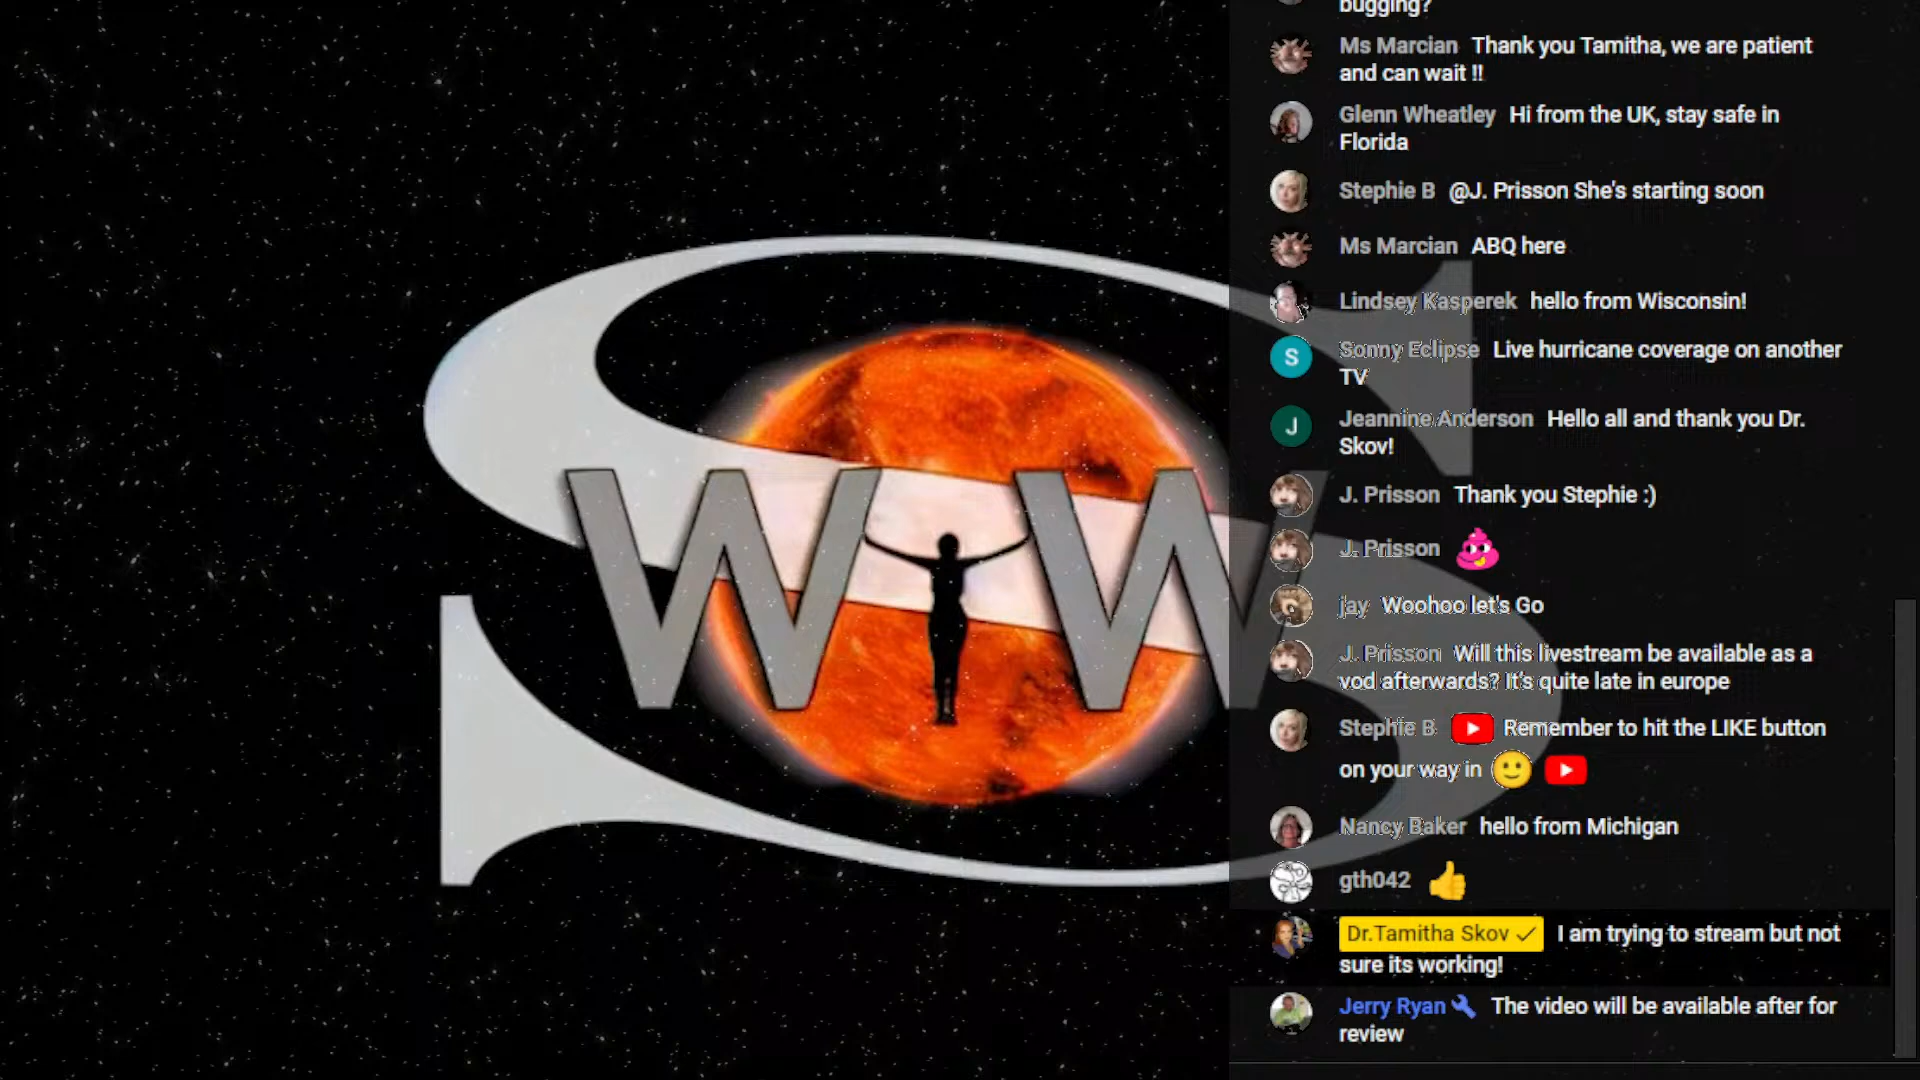 bugging?
Ms Marcian Thank you Tamitha, we are patient
and can wait !!
Glenn Wheatley Hi from the UK, stay safe in
Florida
Stephie B @J. Prisson She's starting soon
Ms Marcian ABQ here
Lindsey Kasperek hello from Wisconsin!
S Sonny Eclipse Live hurricane coverage on another
TV
J Jeannine Anderson Hello all and thank you Dr.
Skov!
J. Prisson Thank you Stephie :)
J. Prisson
jay Woohoo let's Go
J. Prisson Will this livestream be available as a
vod afterwards? It's quite late in europe
Stephie B Remember to hit the LIKE button
on your way in
Nancy Baker hello from Michigan
gth042
Dr.Tamitha Skov I am trying to stream but not
sure its working!
Jerry Ryan The video will be available after for
review
S
W W